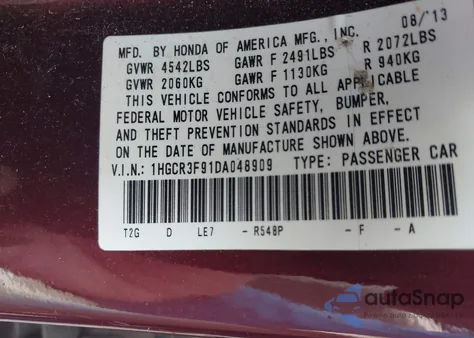 08/'13
MFD. BY HONDA OF AMERICA MFG., INC.
GVWR 4542LBS GAWR F 2491LBS R 2072LBS
GVWR 2060KG GAWR F 1130KG R 940KG
THIS VEHICLE CONFORMS TO ALL APPLICABLE
FEDERAL MOTOR VEHICLE SAFETY, BUMPER,
AND THEFT PREVENTION STANDARDS IN EFFECT
ON THE DATE OF MANUFACTURE SHOWN ABOVE.
V.I.N.: 1HGCR3F91DA048909 TYPE: PASSENGER CAR
T2G D LE7 - R548P - F - A
autoSnap